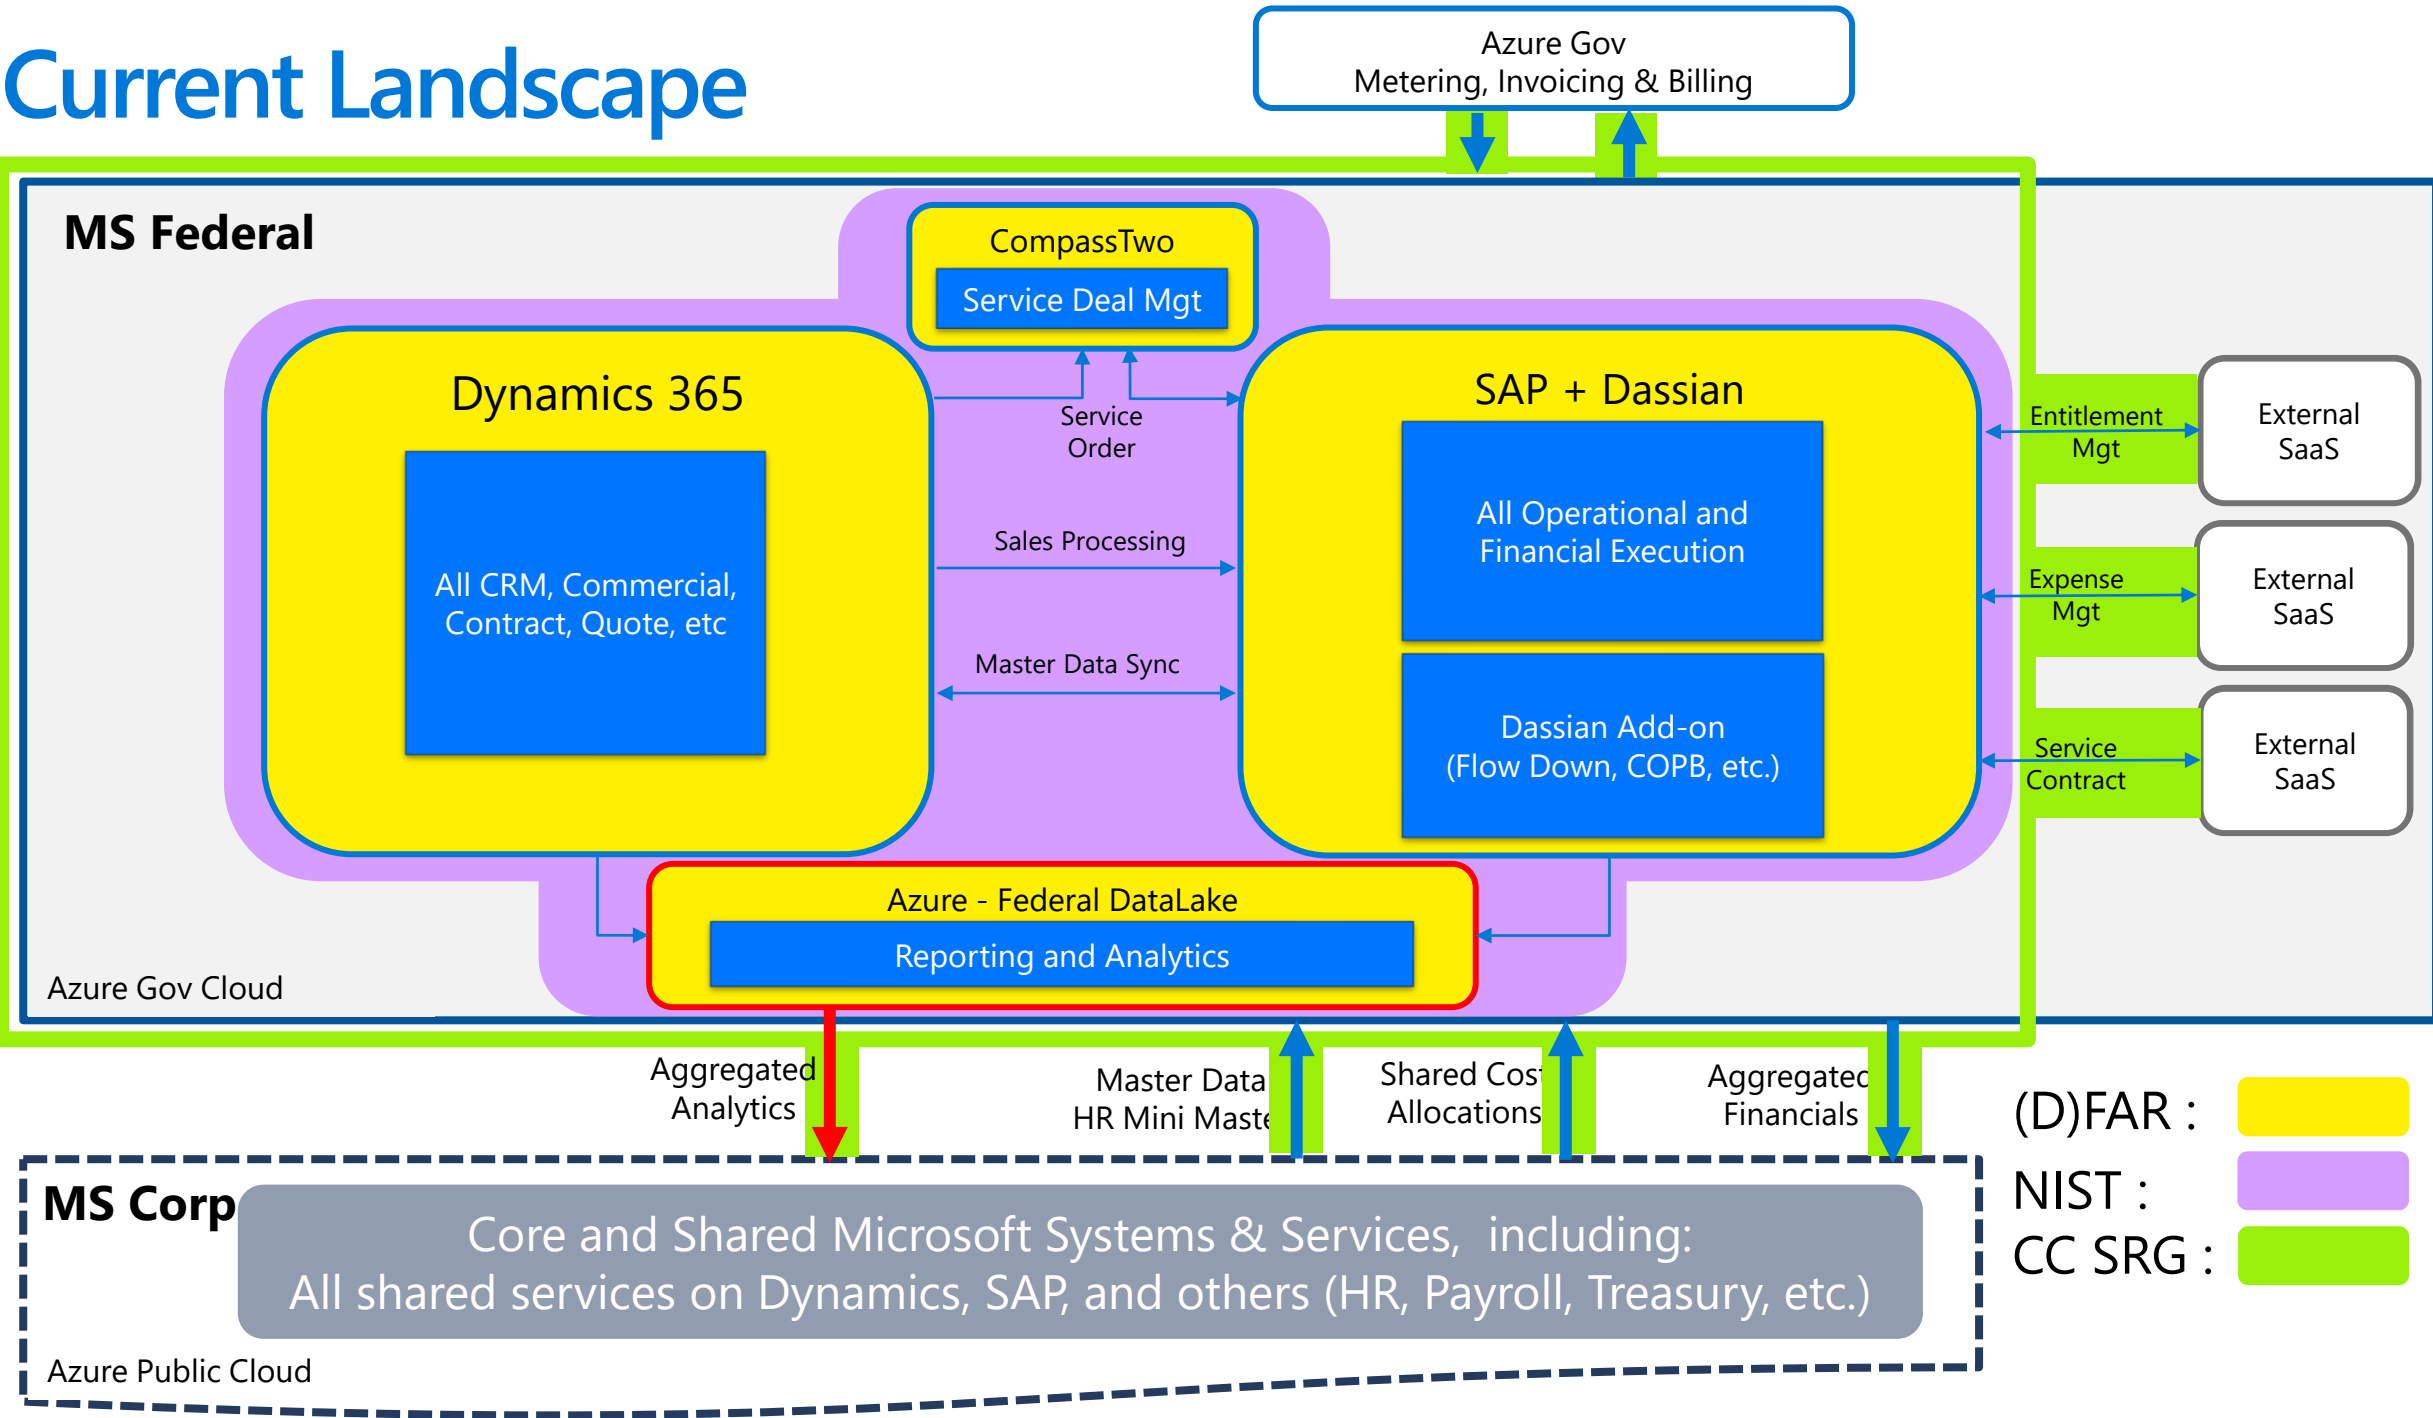 Current Landscape
Azure Gov
Metering, Invoicing & Billing
MS Federal
CompassTwo
Service Deal Mgt
Dynamics 365
All CRM, Commercial,
Contract, Quote, etc
Service
Order
Sales Processing
Master Data Sync
SAP + Dassian
All Operational and
Financial Execution
Dassian Add-on
(Flow Down, COPB, etc.)
Entitlement
Mgt
External
SaaS
Expense
Mgt
External
SaaS
Service
Contract
External
SaaS
Azure - Federal DataLake
Reporting and Analytics
Azure Gov Cloud
Aggregated
Analytics
Master Data
HR Mini Maste
Shared Cost
Allocations
Aggregated
Financials
(D)FAR :
NIST :
CC SRG :
MS Corp
Core and Shared Microsoft Systems & Services, including:
All shared services on Dynamics, SAP, and others (HR, Payroll, Treasury, etc.)
Azure Public Cloud